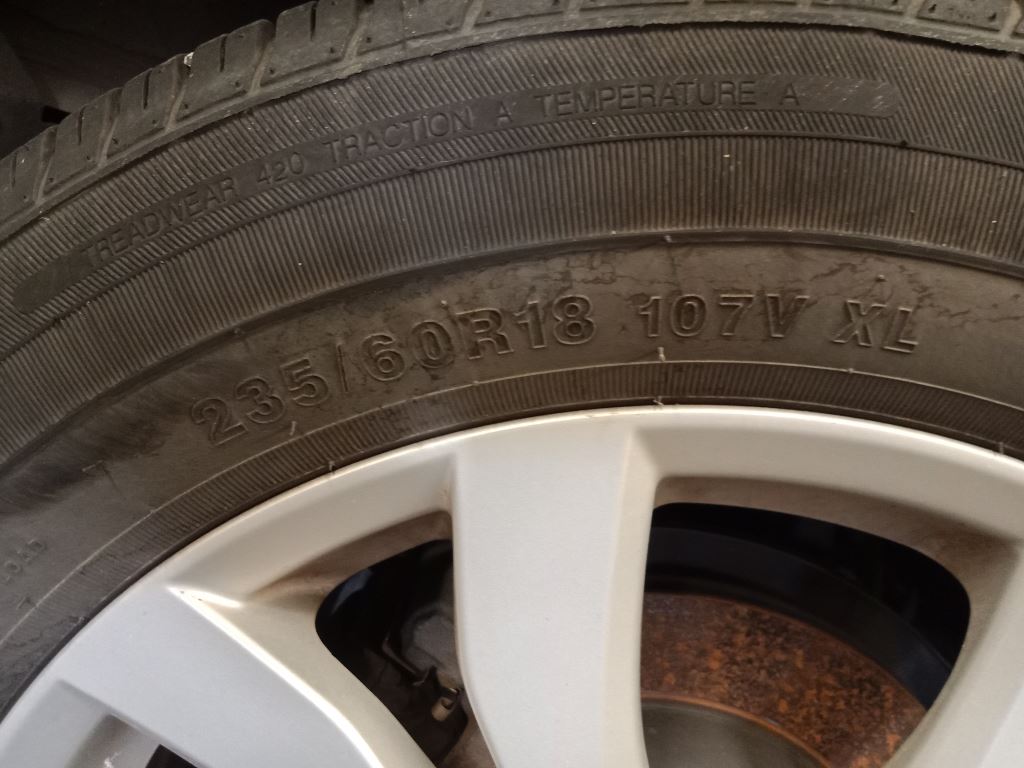 TREADWEAR 420 TRACTION A TEMPERATURE A
235/60R18 107V XL